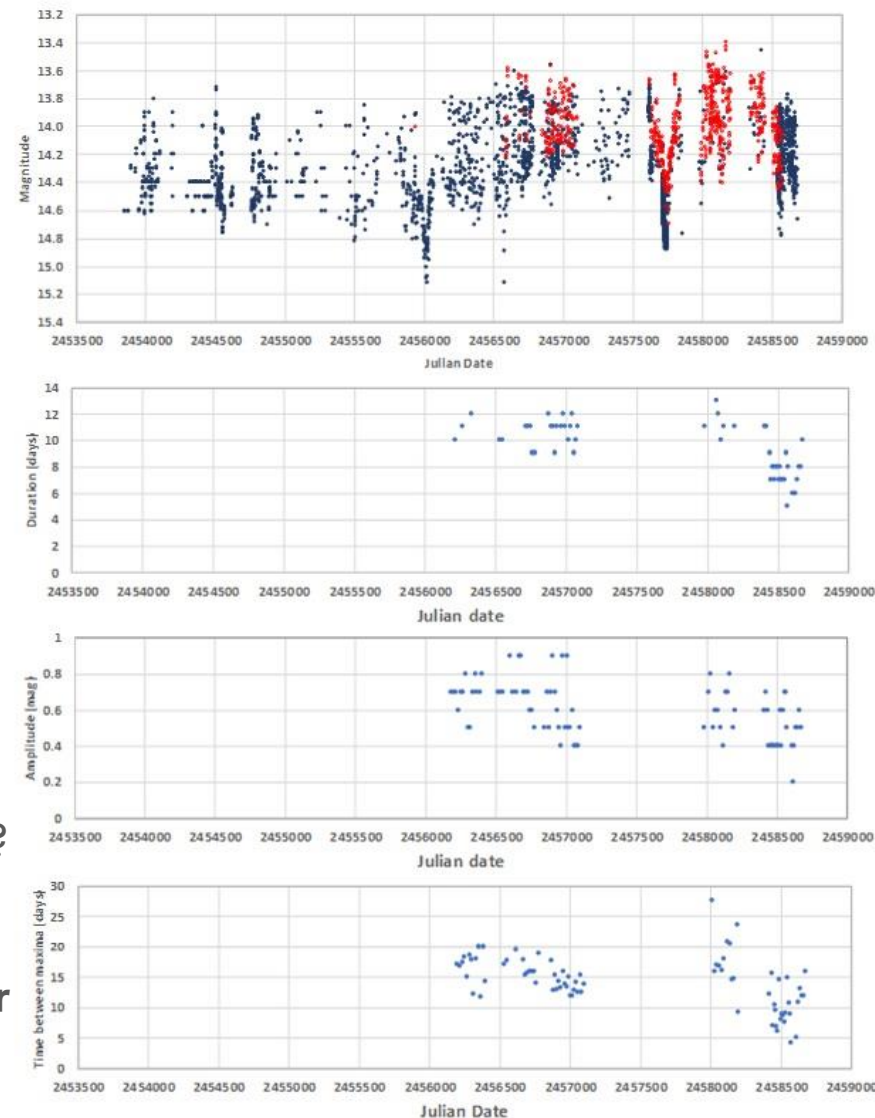 13.2
13.4
13.6
13.8
14.0
14.2
14.4
14.6
14.8
15.0
15.2
15.4
Magnitude
2453500 2454000 2454500 2455000 2455500 2456000 2456500 2457000 2457500 2458000 2458500 2459000
Julian Date
14
12
10
8
6
4
2
0
Duration (days)
2453500 2454000 2454500 2455000 2455500 2456000 2456500 2457000 2457500 2458000 2458500 2459000
Julian date
1
0.8
0.6
0.4
0.2
0
Amplitude (mag)
2453500 2454000 2454500 2455000 2455500 2456000 2456500 2457000 2457500 2458000 2458500 2459000
Julian date
30
25
20
15
10
5
0
Time between maxima (days)
2453500 2454000 2454500 2455000 2455500 2456000 2456500 2457000 2457500 2458000 2458500 2459000
Julian Date
r